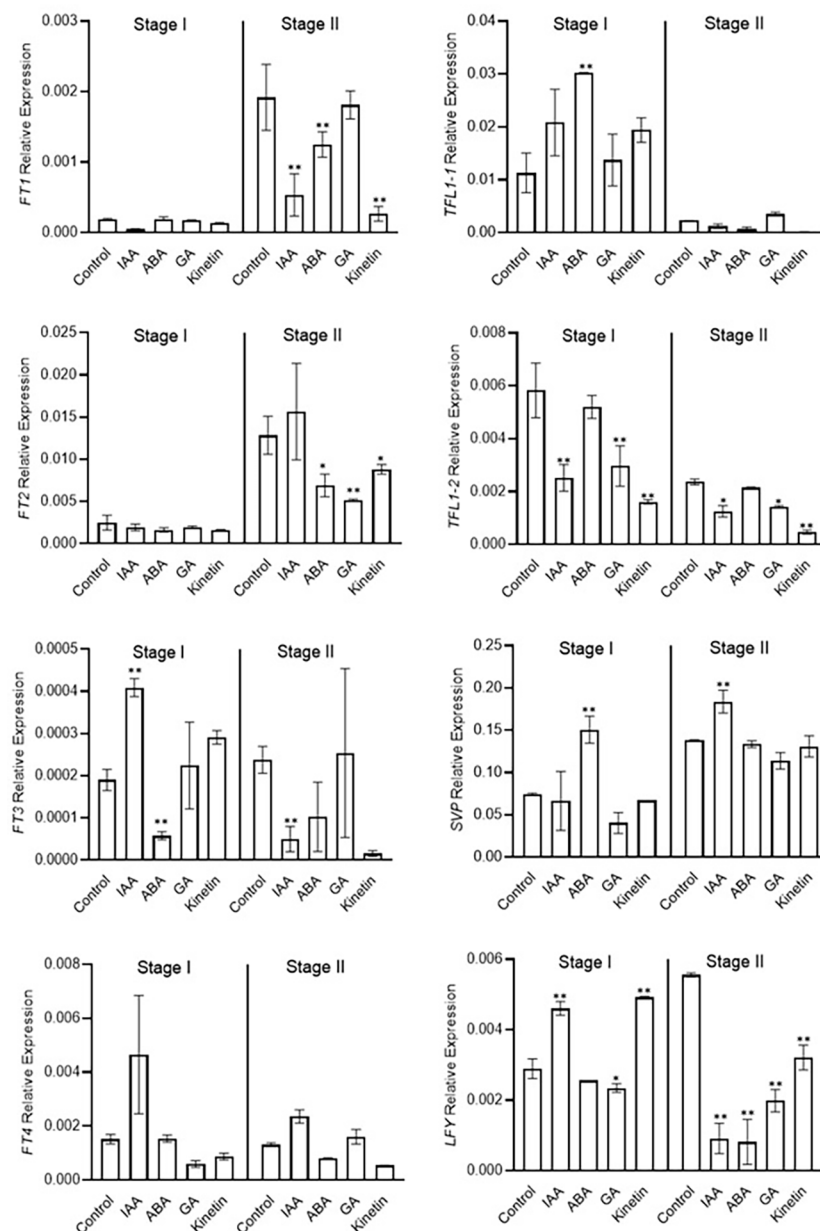 Stage I Stage II
FT1 Relative Expression
0.003
0.002
0.001
0.000
**
**
**
Control IAA ABA GA Kinetin Control IAA ABA GA Kinetin
Stage I Stage II
TFL1-1 Relative Expression
0.04
0.03
0.02
0.01
0.00
**
Control IAA ABA GA Kinetin Control IAA ABA GA Kinetin
Stage I Stage II
FT2 Relative Expression
0.025
0.020
0.015
0.010
0.005
0.000
*
**
*
Control IAA ABA GA Kinetin Control IAA ABA GA Kinetin
Stage I Stage II
TFL1-2 Relative Expression
0.008
0.006
0.004
0.002
0.000
**
**
**
*
*
**
Control IAA ABA GA Kinetin Control IAA ABA GA Kinetin
Stage I Stage II
FT3 Relative Expression
0.0005
0.0004
0.0003
0.0002
0.0001
0.0000
**
**
**
Control IAA ABA GA Kinetin Control IAA ABA GA Kinetin
Stage I Stage II
SVP Relative Expression
0.25
0.20
0.15
0.10
0.05
0.00
**
**
Control IAA ABA GA Kinetin Control IAA ABA GA Kinetin
Stage I Stage II
FT4 Relative Expression
0.008
0.006
0.004
0.002
0.000
Control IAA ABA GA Kinetin Control IAA ABA GA Kinetin
Stage I Stage II
LFY Relative Expression
0.006
0.004
0.002
0.000
**
*
**
**
**
**
**
Control IAA ABA GA Kinetin Control IAA ABA GA Kinetin